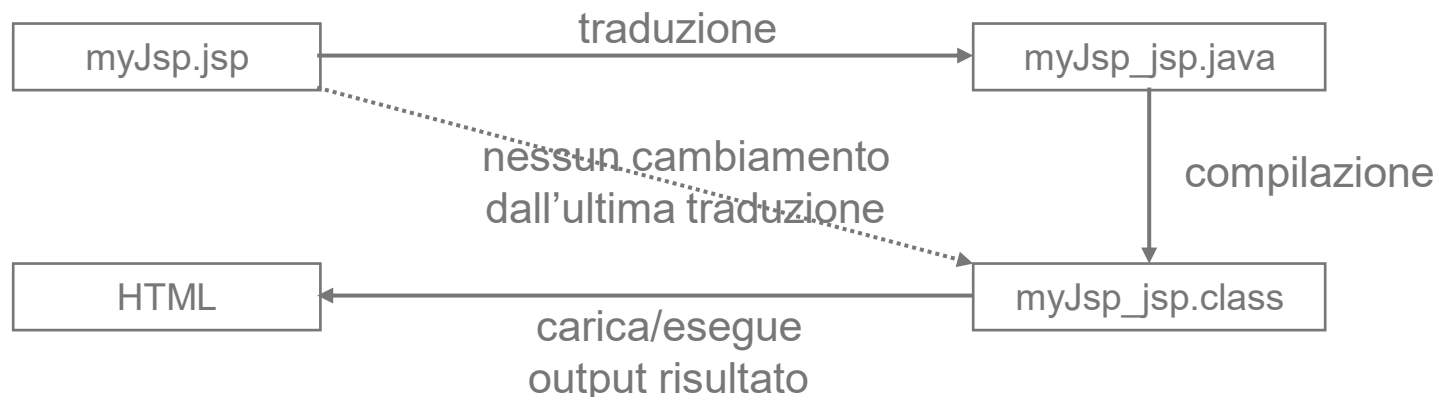 traduzione
myJsp.jsp
myJsp_jsp.java
nessun cambiamento
dall’ultima traduzione
compilazione
HTML
myJsp_jsp.class
carica/esegue
output risultato